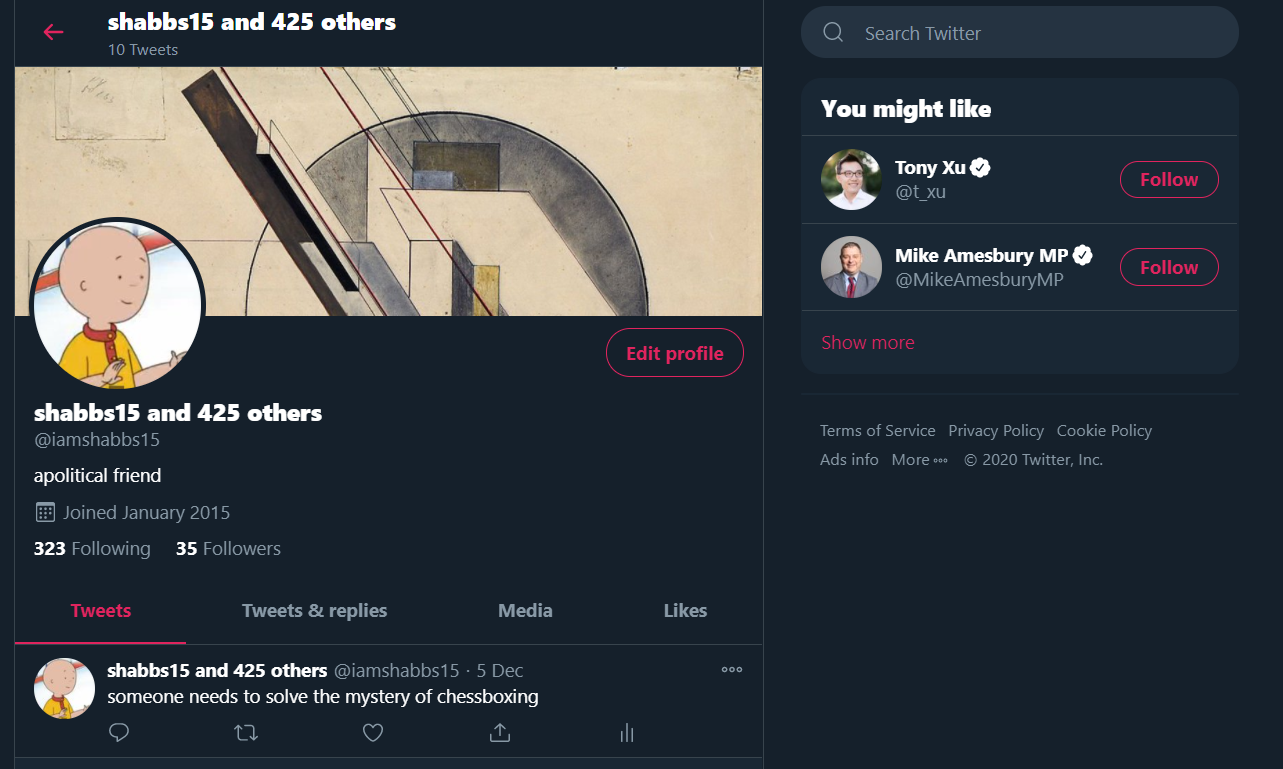 shabbs15 and 425 others
10 Tweets
Search Twitter
You might like
Tony Xu
@t_xu
Follow
Mike Amesbury MP
@MikeAmesburyMP
Follow
Show more
Terms of Service Privacy Policy Cookie Policy
Ads info More © 2020 Twitter, Inc.
Edit profile
shabbs15 and 425 others
@iamshabbs15
apolitical friend
Joined January 2015
323 Following 35 Followers
Tweets Tweets & replies Media Likes
shabbs15 and 425 others @iamshabbs15 · 5 Dec
someone needs to solve the mystery of chessboxing